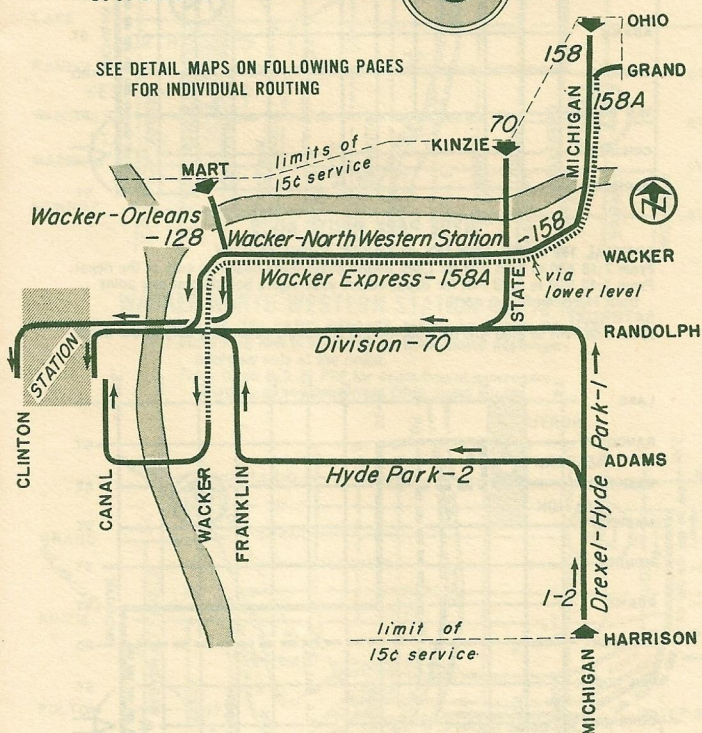 OHIO
158
GRAND
SEE DETAIL MAPS ON FOLLOWING PAGES
FOR INDIVIDUAL ROUTING
MICHIGAN
158A
70
KINZIE
limits of
15¢ service
MART
N
Wacker-Orleans
-128
Wacker-North Western Station
-158
WACKER
Wacker Express-158A
via
lower level
STATE
RANDOLPH
Division-70
STATION
CLINTON
CANAL
WACKER
FRANKLIN
Hyde Park-2
ADAMS
Drexel-Hyde Park-1
1-2
limit of
15¢ service
HARRISON
MICHIGAN